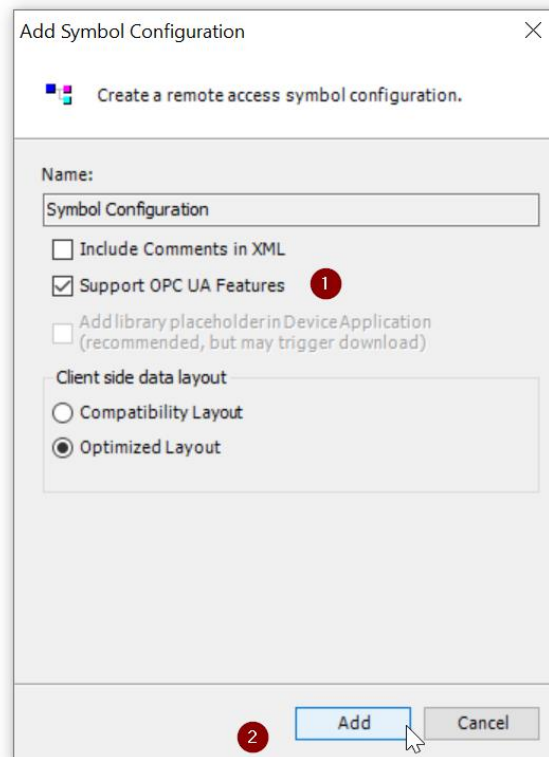 Add Symbol Configuration
Create a remote access symbol configuration.
Name:
Symbol Configuration
Include Comments in XML
Support OPC UA Features
1
Add library placeholder in Device Application
(recommended, but may trigger download)
Client side data layout
Compatibility Layout
Optimized Layout
2
Add
Cancel